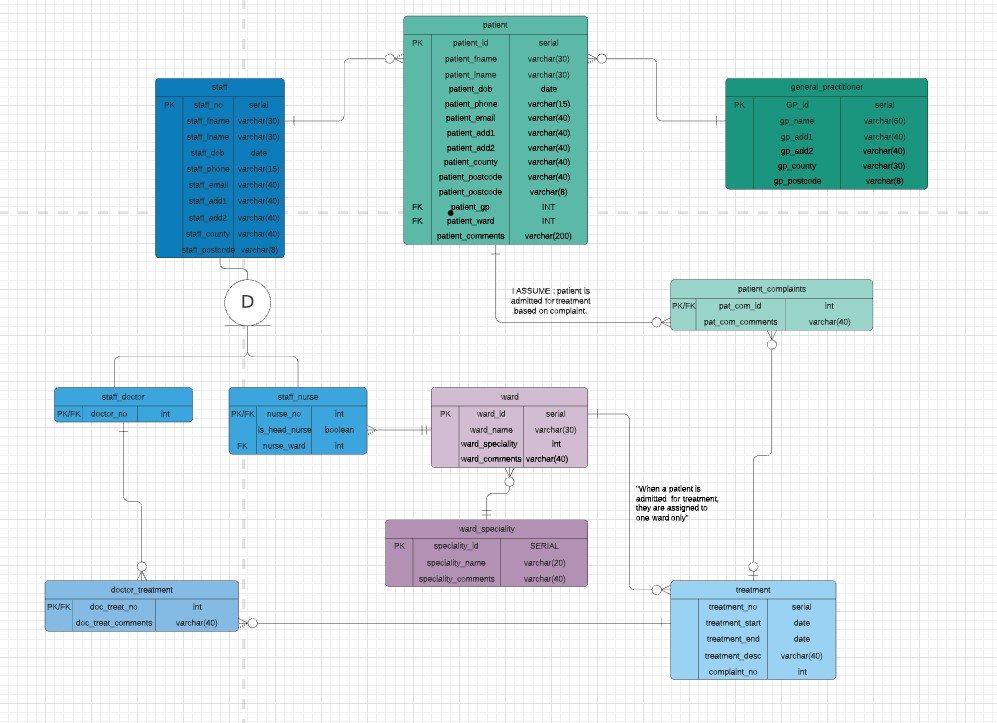 patient
PK patient_id serial
patient_fname varchar(30)
patient_lname varchar(30)
patient_dob date
patient_phone varchar(15)
patient_email varchar(40)
patient_add1 varchar(40)
patient_add2 varchar(40)
patient_county varchar(40)
patient_postcode varchar(40)
patient_postcode varchar(8)
FK patient_gp INT
FK patient_ward INT
patient_comments varchar(200)
staff
PK staff_no serial
staff_fname varchar(30)
staff_lname varchar(30)
staff_dob date
staff_phone varchar(15)
staff_email varchar(40)
staff_add1 varchar(40)
staff_add2 varchar(40)
staff_county varchar(40)
staff_postcode varchar(8)
general_practitioner
PK GP_id serial
gp_name varchar(60)
gp_add1 varchar(40)
gp_add2 varchar(40)
gp_county varchar(30)
gp_postcode varchar(8)
D
I ASSUME : patient is
admitted for treatment
based on complaint.
patient_complaints
PK/FK pat_com_id int
pat_com_comments varchar(40)
staff_doctor
PK/FK doctor_no int
staff_nurse
PK/FK nurse_no int
is_head_nurse boolean
FK nurse_ward int
ward
PK ward_id serial
ward_name varchar(30)
ward_speciality int
ward_comments varchar(40)
"When a patient is
admitted for treatment,
they are assigned to
one ward only"
ward_speciality
PK speciality_id SERIAL
speciality_name varchar(20)
speciality_comments varchar(40)
doctor_treatment
PK/FK doc_treat_no int
doc_treat_comments varchar(40)
treatment
treatment_no serial
treatment_start date
treatment_end date
treatment_desc varchar(40)
complaint_no int